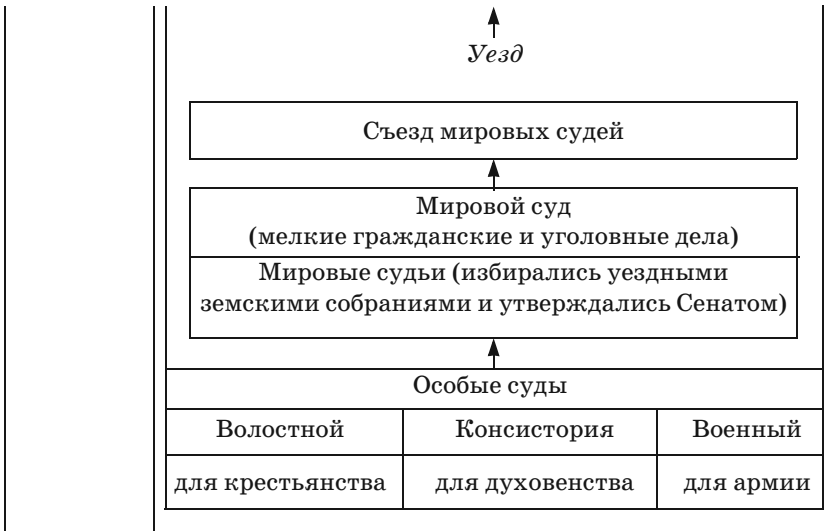 Уезд
Съезд мировых судей
Мировой суд
(мелкие гражданские и уголовные дела)
Мировые судьи (избирались уездными
земскими собраниями и утверждались Сенатом)
Особые суды
Волостной Консистория Военный
для крестьянства для духовенства для армии